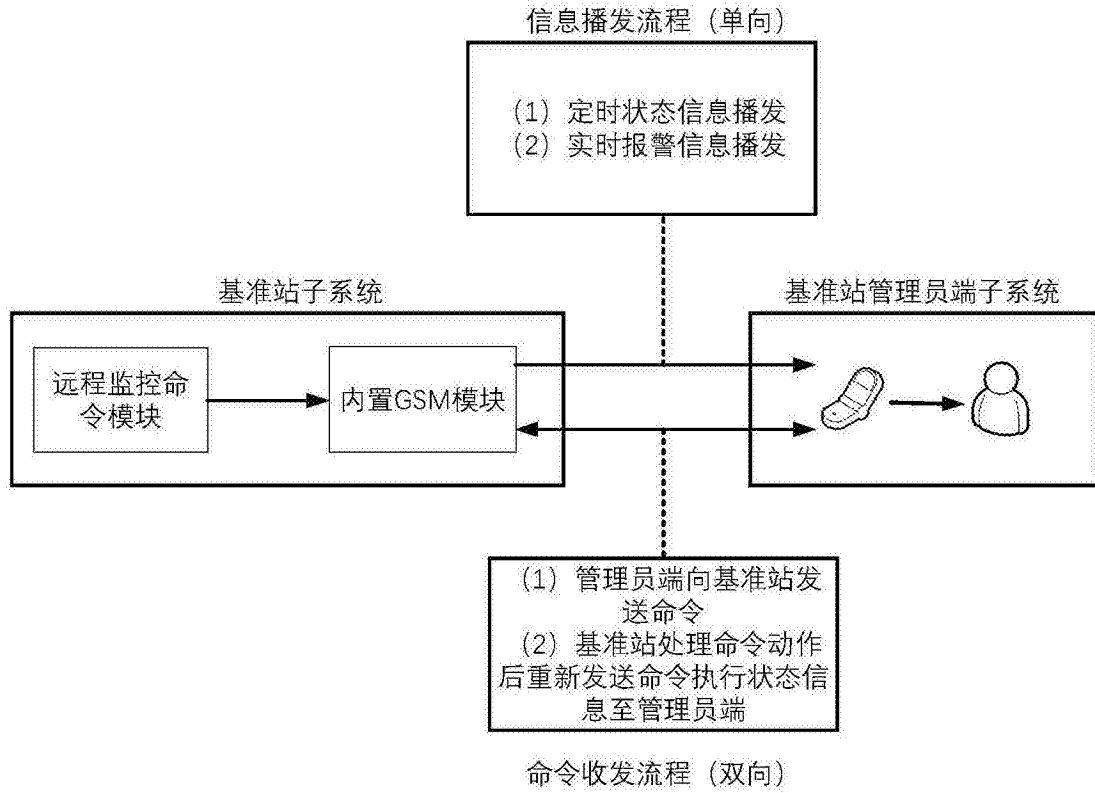 信息播发流程（单向）
（1）定时状态信息播发
（2）实时报警信息播发
基准站子系统
基准站管理员端子系统
远程监控命
令模块
内置GSM模块
（1）管理员端向基准站发
送命令
（2）基准站处理命令动作
后重新发送命令执行状态信
息至管理员端
命令收发流程（双向）